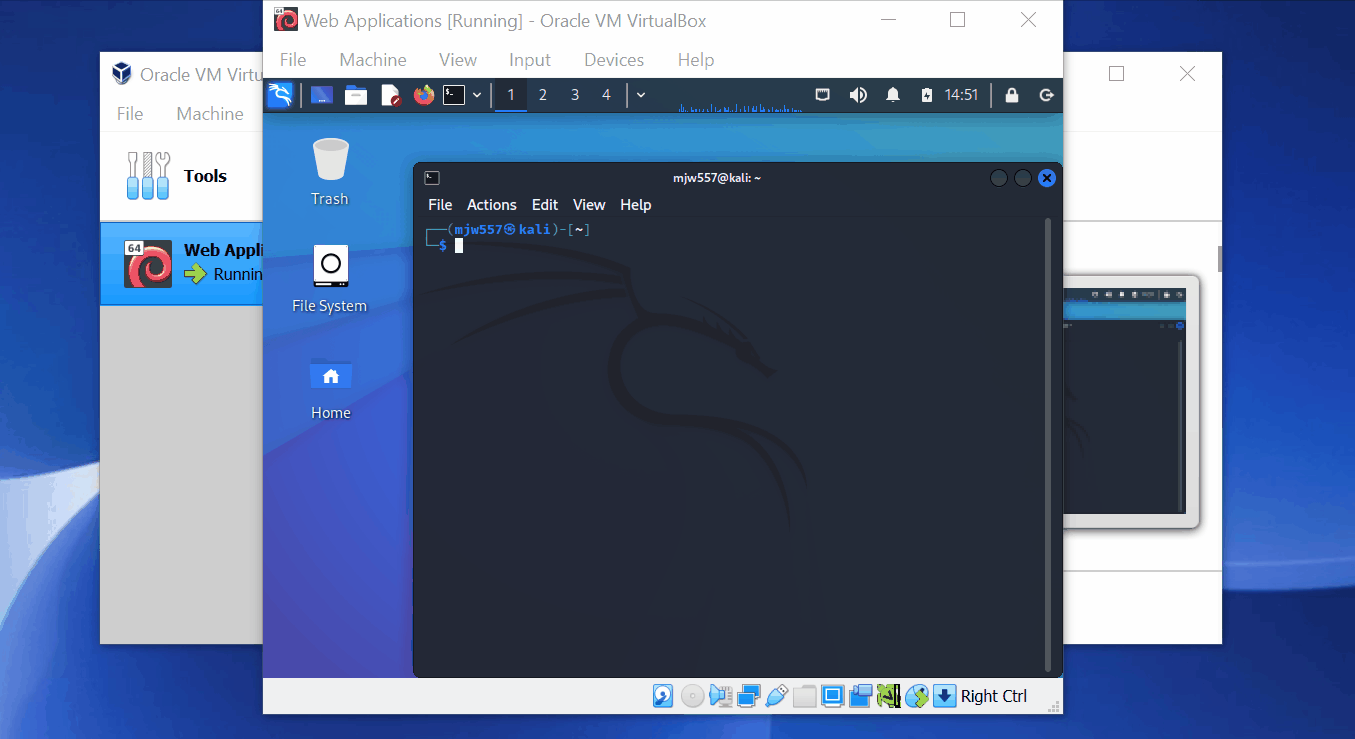 Web Applications [Running] - Oracle VM VirtualBox
File Machine View Input Devices Help
Oracle VM Virtu
File Machine
Tools
64
Web Appli
Runnin
1 2 3 4
14:51
Trash
File System
Home
mjw557@kali: ~
File Actions Edit View Help
┌──(mjw557㉿kali)-[~]
└─$
Right Ctrl